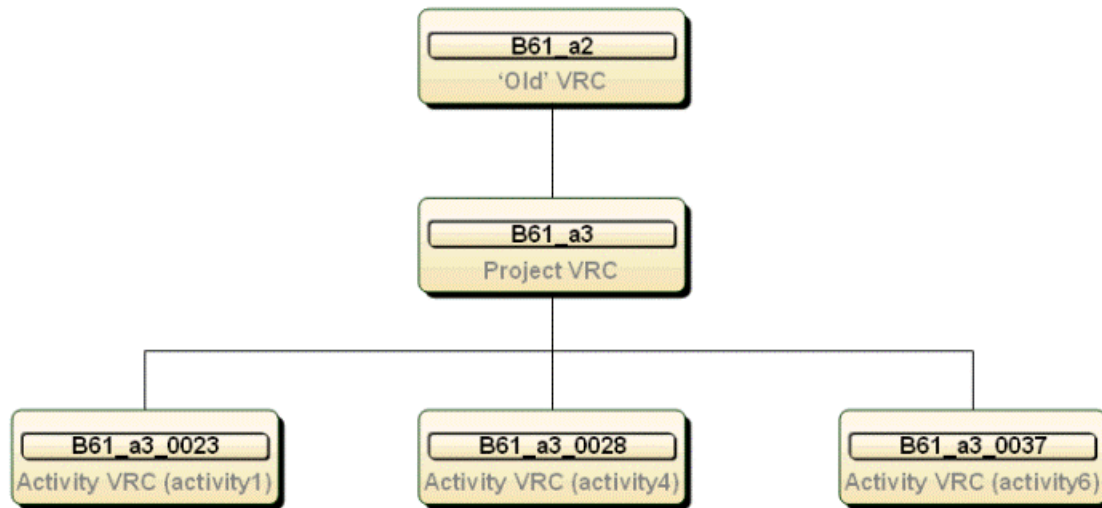 B61_a2
‘Old’ VRC
B61_a3
Project VRC
B61_a3_0023
Activity VRC (activity1)
B61_a3_0028
Activity VRC (activity4)
B61_a3_0037
Activity VRC (activity6)